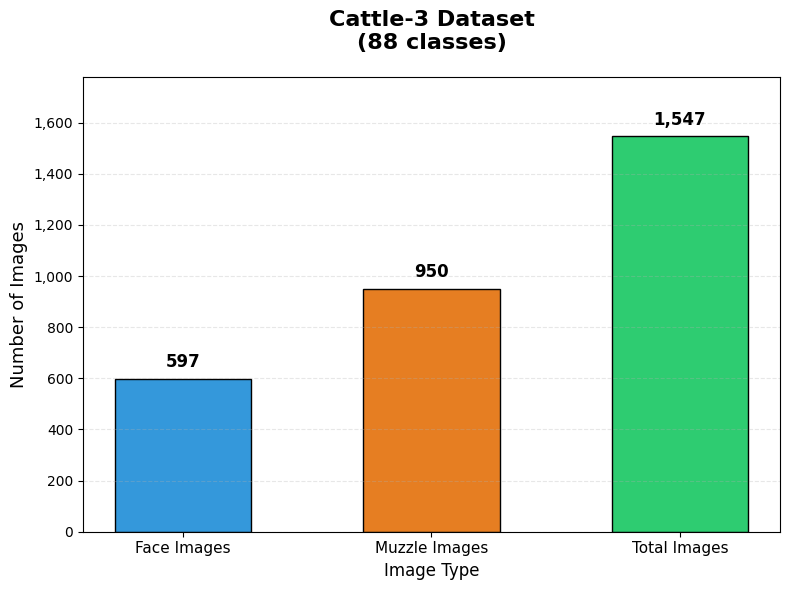 Cattle-3 Dataset
(88 classes)
Number of Images
1,600
1,400
1,200
1,000
800
600
400
200
0
597
950
1,547
Face Images
Muzzle Images
Total Images
Image Type